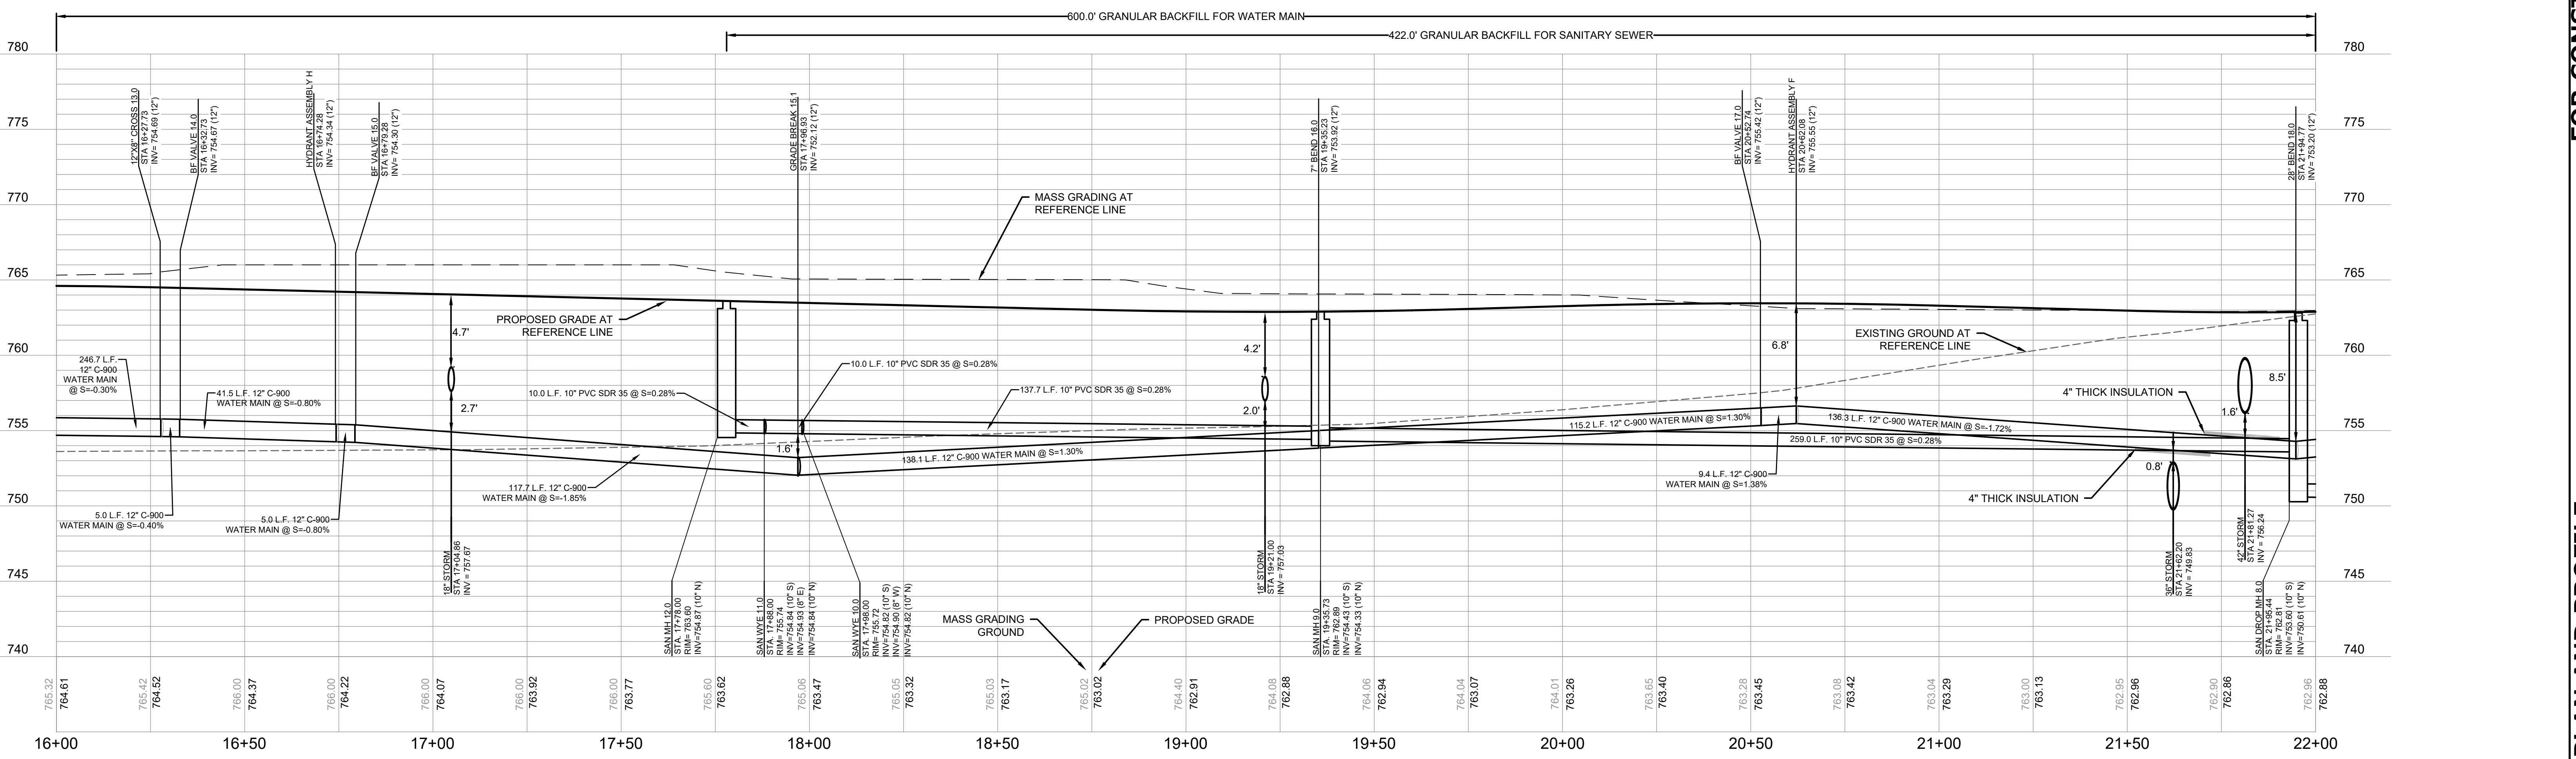 600.0' GRANULAR BACKFILL FOR WATER MAIN
422.0' GRANULAR BACKFILL FOR SANITARY SEWER
780
780
775
775
770
770
765
765
760
760
755
755
750
750
745
745
740
740
12"X8" CROSS 13.0
STA 16+27.73
INV= 754.69 (12")
BF VALVE 14.0
STA 16+32.73
INV= 754.67 (12")
HYDRANT ASSEMBLY H
STA 16+74.28
INV= 754.34 (12")
BF VALVE 15.0
STA 16+79.28
INV= 754.30 (12")
GRADE BREAK 15.1
STA 17+96.93
INV= 752.12 (12")
7° BEND 16.0
STA 19+35.23
INV= 753.92 (12")
BF VALVE 17.0
STA 20+52.74
INV= 755.42 (12")
HYDRANT ASSEMBLY F
STA 20+62.08
INV= 755.55 (12")
28° BEND 18.0
STA 21+94.77
INV= 753.20 (12")
MASS GRADING AT
REFERENCE LINE
PROPOSED GRADE AT
REFERENCE LINE
EXISTING GROUND AT
REFERENCE LINE
4.7'
2.7'
1.6'
4.2'
2.0'
6.8'
8.5'
1.6'
0.8'
246.7 L.F.
12" C-900
WATER MAIN
@ S=-0.30%
41.5 L.F. 12" C-900
WATER MAIN @ S=-0.80%
10.0 L.F. 10" PVC SDR 35 @ S=0.28%
10.0 L.F. 10" PVC SDR 35 @ S=0.28%
137.7 L.F. 10" PVC SDR 35 @ S=0.28%
115.2 L.F. 12" C-900 WATER MAIN @ S=1.30%
136.3 L.F. 12" C-900 WATER MAIN @ S=-1.72%
259.0 L.F. 10" PVC SDR 35 @ S=0.28%
138.1 L.F. 12" C-900 WATER MAIN @ S=1.30%
9.4 L.F. 12" C-900
WATER MAIN @ S=1.38%
4" THICK INSULATION
4" THICK INSULATION
117.7 L.F. 12" C-900
WATER MAIN @ S=-1.85%
5.0 L.F. 12" C-900
WATER MAIN @ S=-0.40%
5.0 L.F. 12" C-900
WATER MAIN @ S=-0.80%
18" STORM
STA 17+04.86
INV = 757.67
18" STORM
STA 19+21.00
INV = 757.03
36" STORM
STA 21+62.20
INV = 749.83
42" STORM
STA 21+81.27
INV = 756.24
SAN MH 12.0
STA. 17+78.00
RIM= 763.60
INV=754.87 (10" N)
SAN WYE 11.0
STA. 17+88.00
RIM= 755.74
INV=754.84 (10" S)
INV=754.93 (8" E)
INV=754.84 (10" N)
SAN WYE 10.0
STA. 17+98.00
RIM= 755.72
INV=754.82 (10" S)
INV=754.90 (8" W)
INV=754.82 (10" N)
SAN MH 9.0
STA. 19+35.73
RIM= 762.89
INV=754.43 (10" S)
INV=754.33 (10" N)
SAN DROP MH 8.0
STA. 21+95.44
RIM= 762.81
INV=753.60 (10" S)
INV=750.61 (10" N)
MASS GRADING
GROUND
PROPOSED GRADE
765.32 764.61
765.42 764.52
766.00 764.37
766.00 764.22
766.00 764.07
766.00 763.92
766.00 763.77
765.60 763.62
765.06 763.47
765.05 763.32
765.03 763.17
765.02 763.02
764.40 762.91
764.08 762.88
764.06 762.94
764.04 763.07
764.01 763.26
763.65 763.40
763.28 763.45
763.08 763.42
763.04 763.29
763.00 763.13
762.95 762.96
762.90 762.86
762.96 762.88
16+00 16+50 17+00 17+50 18+00 18+50 19+00 19+50 20+00 20+50 21+00 21+50 22+00